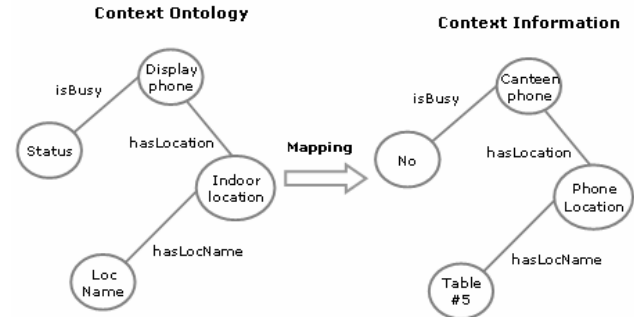 Context Ontology
Display
phone
isBusy
Status
hasLocation
Indoor
location
hasLocName
Loc
Name
Mapping
Context Information
Canteen
phone
isBusy
No
hasLocation
Phone
Location
hasLocName
Table
#5